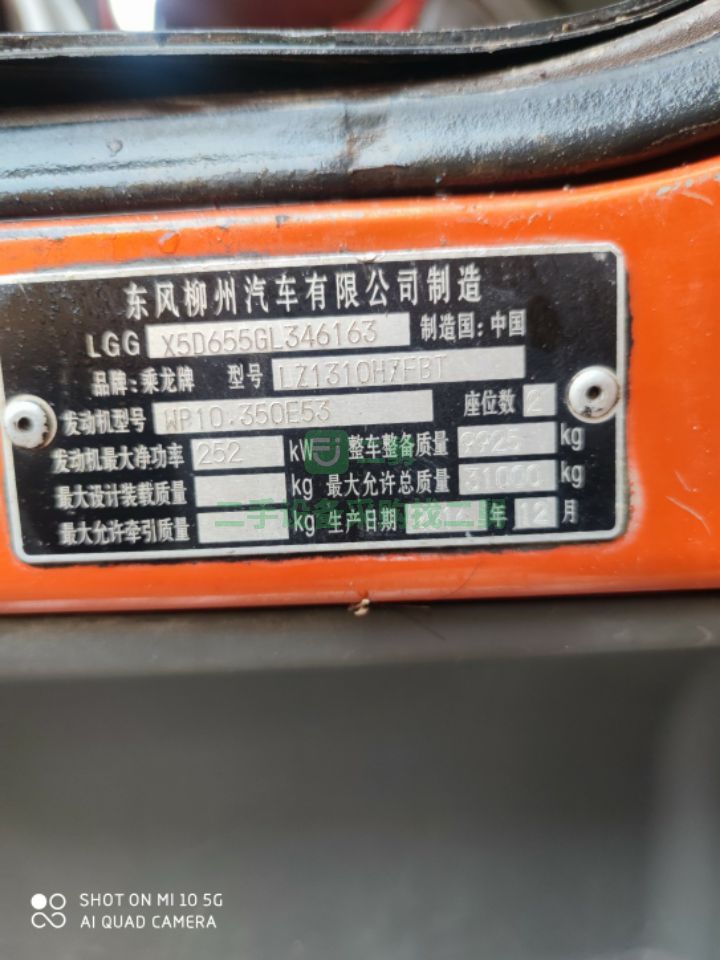 东风柳州汽车有限公司制造
LGG X5D655GL346163 制造国:中国
品牌:乘龙牌 型号 LZ1310H7FBT
发动机型号 WP10.350E53 座位数 2
发动机最大净功率 252 kW 整车整备质量 9925 kg
最大设计装载质量 kg 最大允许总质量 31000 kg
最大允许牵引质量 kg 生产日期 年 12 月
二手设备
SHOT ON MI 10 5G
AI QUAD CAMERA